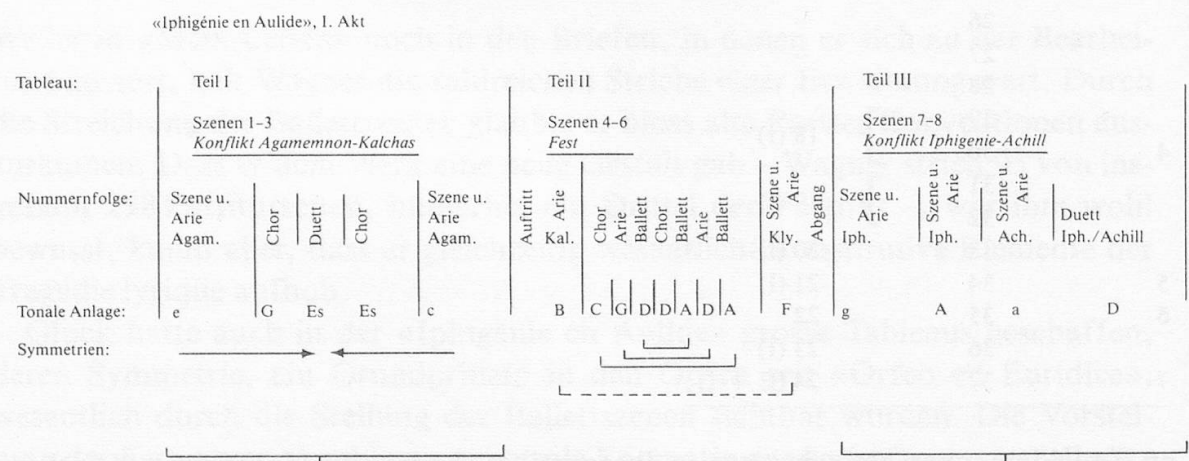 «Iphigénie en Aulide», 1. Akt
Tableau: Teil I Teil II Teil III
Szenen 1–3 Szenen 4–6 Szenen 7–8
Konflikt Agamemnon-Kalchas Fest Konflikt Iphigenie-Achill
Nummernfolge: Szene u. Arie Agam. Chor Duett Chor Szene u. Arie Agam. Auftritt Arie Kal. Chor Arie Ballett Chor Ballett Arie Ballett Szene u. Arie Kly. Abgang Szene u. Arie Iph. Szene u. Arie Iph. Szene u. Arie Ach. Duett Iph./Achill
Tonale Anlage: e G Es Es c B C G D D A D A F g A a D
Symmetrien: